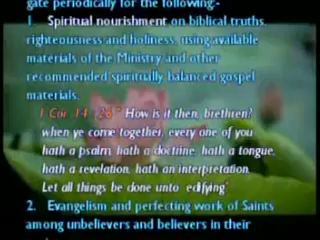 gate periodically for the following:-
1. Spiritual nourishment on biblical truths,
righteousness and holiness, using available
materials of the Ministry and other
recommended spiritually balanced gospel
materials.
1 Cor. 14 :26 " How is it then, brethren?
when ye come together, every one of you
hath a psalm, hath a doctrine, hath a tongue,
hath a revelation, hath an interpretation.
Let all things be done unto edifying"
2. Evangelism and perfecting work of Saints
among unbelievers and believers in their